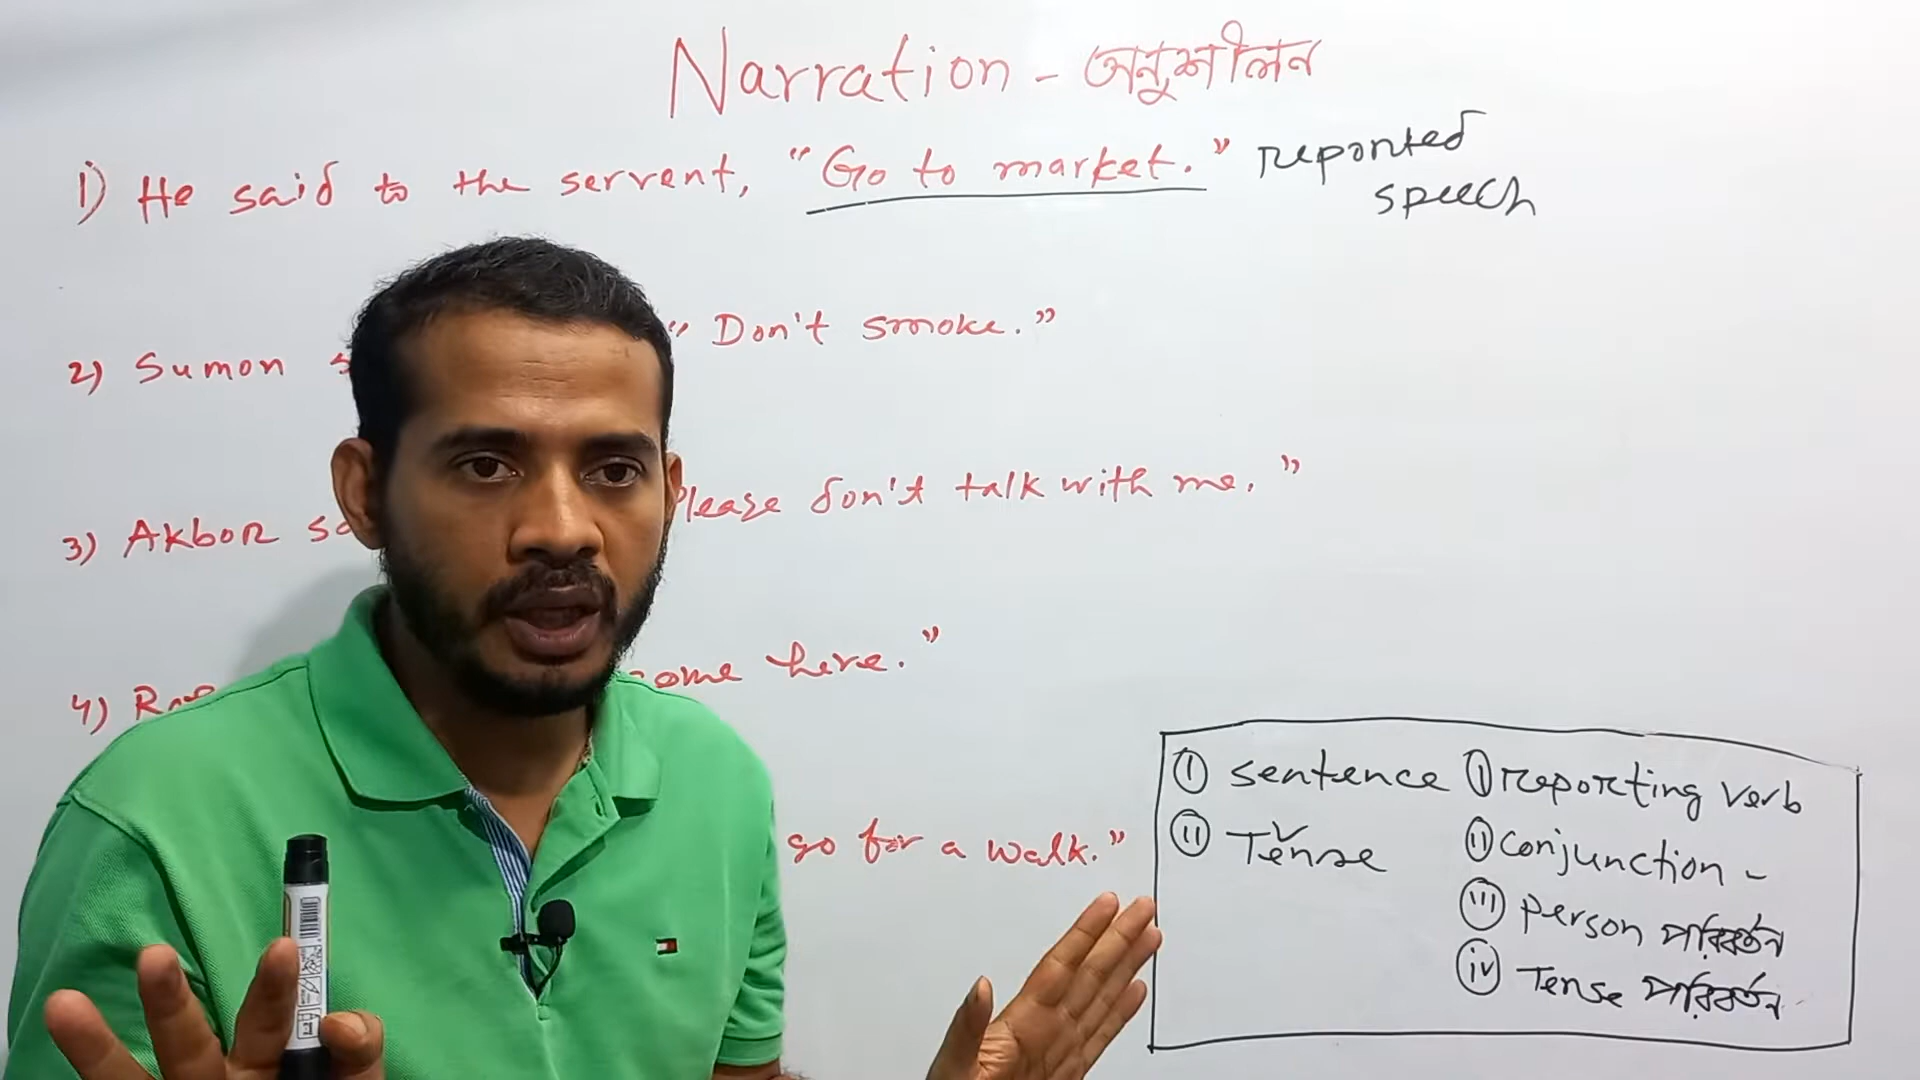 Narration - অনুশীলন
1) He said to the servent, "Go to market." reported
speech
2) Sumon " Don't smoke."
3) Akbor Please don't talk with me."
4) come here."
go for a walk."
i sentence i reporting verb
ii Tense ii conjunction -
iii person পরিবর্তন
iv Tense পরিবর্তন